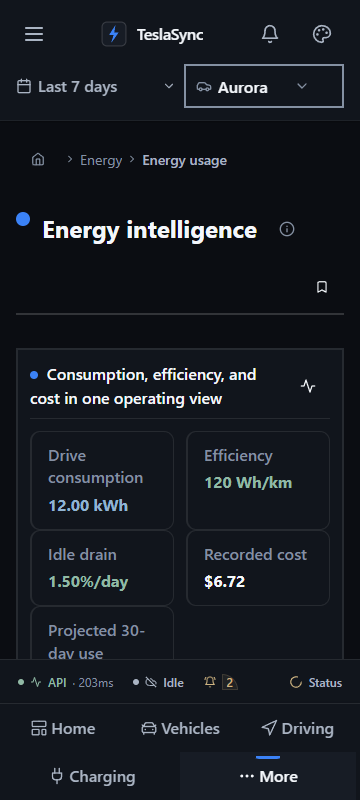 TeslaSync
Last 7 days
Aurora
Energy
Energy usage
Energy intelligence
Consumption, efficiency, and
cost in one operating view
Drive
consumption
12.00 kWh
Efficiency
120 Wh/km
Idle drain
1.50%/day
Recorded cost
$6.72
Projected 30-
day use
API · 203ms
Idle
2
Status
Home
Vehicles
Driving
Charging
More